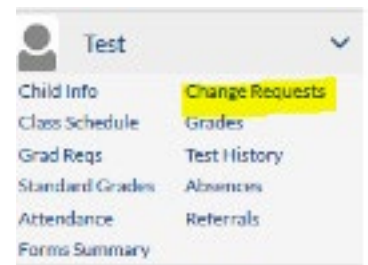 Test
Child Info Change Requests
Class Schedule Grades
Grad Reqs Test History
Standard Grades Absences
Attendance Referrals
Forms Summary